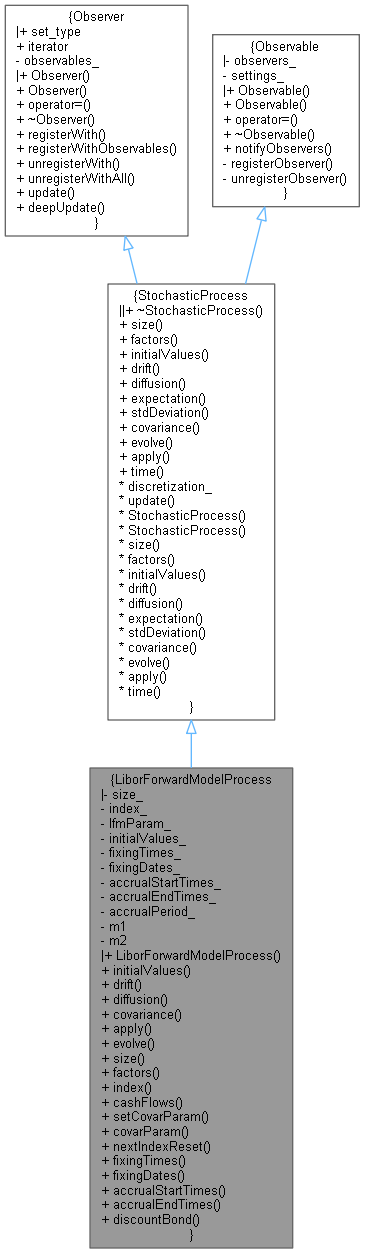 {Observer
|+ set_type
+ iterator
- observables_
|+ Observer()
+ Observer()
+ operator=()
+ ~Observer()
+ registerWith()
+ registerWithObservables()
+ unregisterWith()
+ unregisterWithAll()
+ update()
+ deepUpdate()
}
{Observable
|- observers_
- settings_
|+ Observable()
+ Observable()
+ operator=()
+ ~Observable()
+ notifyObservers()
- registerObserver()
- unregisterObserver()
}
{StochasticProcess
||+ ~StochasticProcess()
+ size()
+ factors()
+ initialValues()
+ drift()
+ diffusion()
+ expectation()
+ stdDeviation()
+ covariance()
+ evolve()
+ apply()
+ time()
* discretization_
* update()
* StochasticProcess()
* StochasticProcess()
* size()
* factors()
* initialValues()
* drift()
* diffusion()
* expectation()
* stdDeviation()
* covariance()
* evolve()
* apply()
* time()
}
{LiborForwardModelProcess
|- size_
- index_
- lfmParam_
- initialValues_
- fixingTimes_
- fixingDates_
- accrualStartTimes_
- accrualEndTimes_
- accrualPeriod_
- m1
- m2
|+ LiborForwardModelProcess()
+ initialValues()
+ drift()
+ diffusion()
+ covariance()
+ apply()
+ evolve()
+ size()
+ factors()
+ index()
+ cashFlows()
+ setCovarParam()
+ covarParam()
+ nextIndexReset()
+ fixingTimes()
+ fixingDates()
+ accrualStartTimes()
+ accrualEndTimes()
+ discountBond()
}